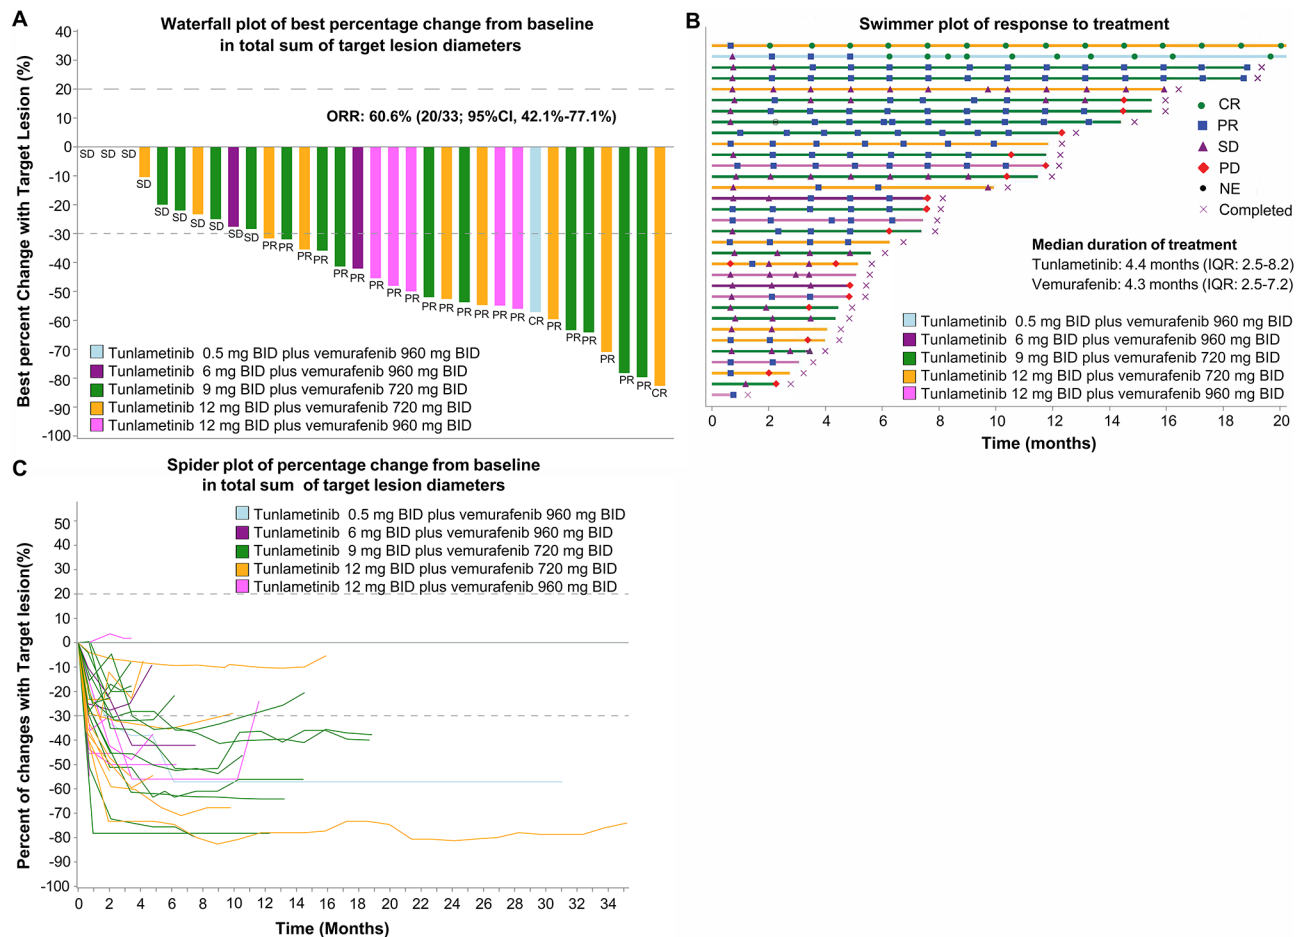 A
Waterfall plot of best percentage change from baseline
in total sum of target lesion diameters
Best percent Change with Target Lesion (%)
40
30
20
10
0
-10
-20
-30
-40
-50
-60
-70
-80
-90
-100
ORR: 60.6% (20/33; 95%CI, 42.1%-77.1%)
SD SD SD SD SD SD SD SD SD SD PR PR PR PR PR PR PR PR PR PR PR PR PR PR PR CR PR PR PR PR PR PR CR
Tunlametinib 0.5 mg BID plus vemurafenib 960 mg BID
Tunlametinib 6 mg BID plus vemurafenib 960 mg BID
Tunlametinib 9 mg BID plus vemurafenib 720 mg BID
Tunlametinib 12 mg BID plus vemurafenib 720 mg BID
Tunlametinib 12 mg BID plus vemurafenib 960 mg BID
B
Swimmer plot of response to treatment
CR
PR
SD
PD
NE
Completed
Median duration of treatment
Tunlametinib: 4.4 months (IQR: 2.5-8.2)
Vemurafenib: 4.3 months (IQR: 2.5-7.2)
Tunlametinib 0.5 mg BID plus vemurafenib 960 mg BID
Tunlametinib 6 mg BID plus vemurafenib 960 mg BID
Tunlametinib 9 mg BID plus vemurafenib 720 mg BID
Tunlametinib 12 mg BID plus vemurafenib 720 mg BID
Tunlametinib 12 mg BID plus vemurafenib 960 mg BID
0 2 4 6 8 10 12 14 16 18 20
Time (months)
C
Spider plot of percentage change from baseline
in total sum of target lesion diameters
Tunlametinib 0.5 mg BID plus vemurafenib 960 mg BID
Tunlametinib 6 mg BID plus vemurafenib 960 mg BID
Tunlametinib 9 mg BID plus vemurafenib 720 mg BID
Tunlametinib 12 mg BID plus vemurafenib 720 mg BID
Tunlametinib 12 mg BID plus vemurafenib 960 mg BID
Percent of changes with Target lesion(%)
50
40
30
20
10
0
-10
-20
-30
-40
-50
-60
-70
-80
-90
-100
0 2 4 6 8 10 12 14 16 18 20 22 24 26 28 30 34
Time (Months)